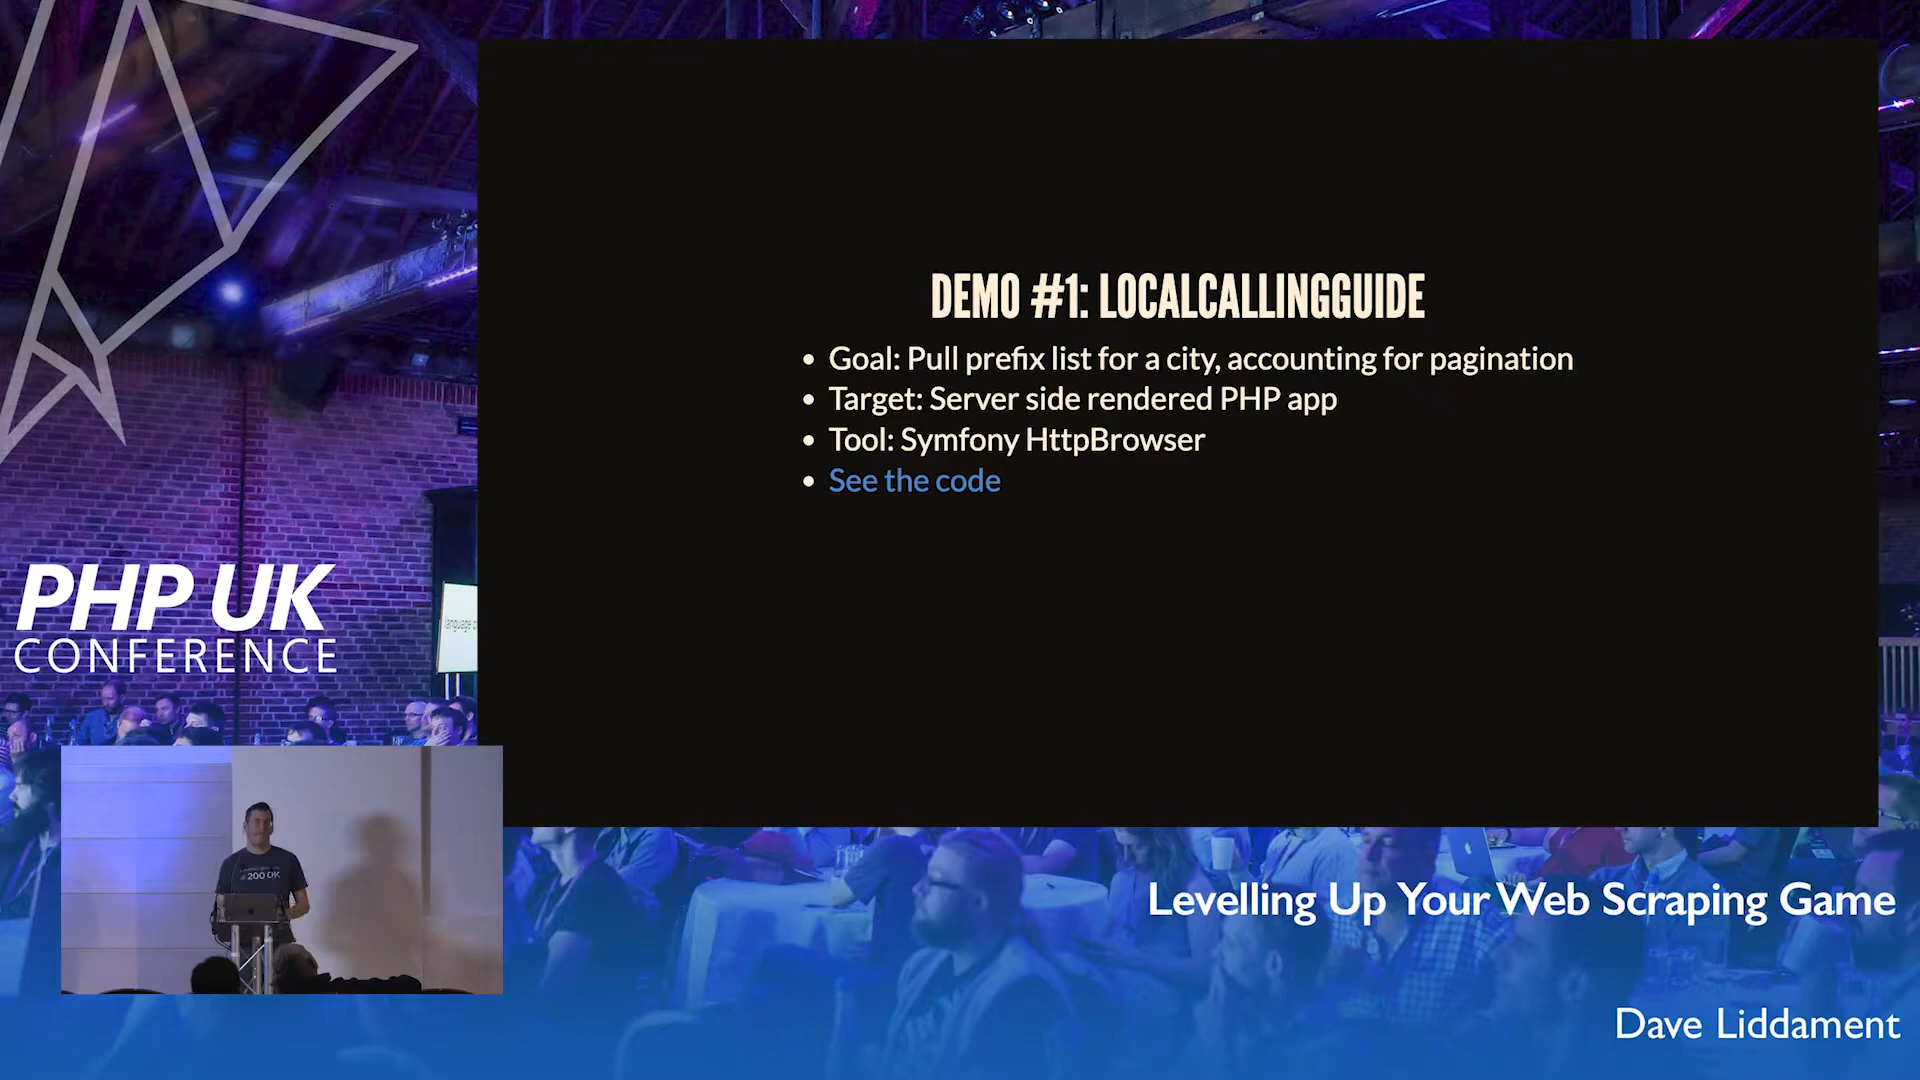 DEMO #1: LOCALCALLINGGUIDE
Goal: Pull prefix list for a city, accounting for pagination
Target: Server side rendered PHP app
Tool: Symfony HttpBrowser
See the code
PHP UK
CONFERENCE
language
200 OK
Levelling Up Your Web Scraping Game
Dave Liddament